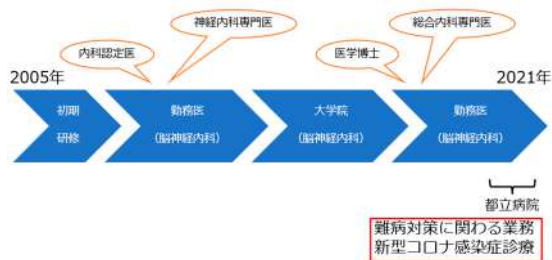 神経内科専門医
総合内科専門医
内科認定医
医学博士
2005年
2021年
初期
研修
勤務医
(脳神経内科)
大学院
(脳神経内科)
勤務医
(脳神経内科)
都立病院
難病対策に関わる業務
新型コロナ感染症診療